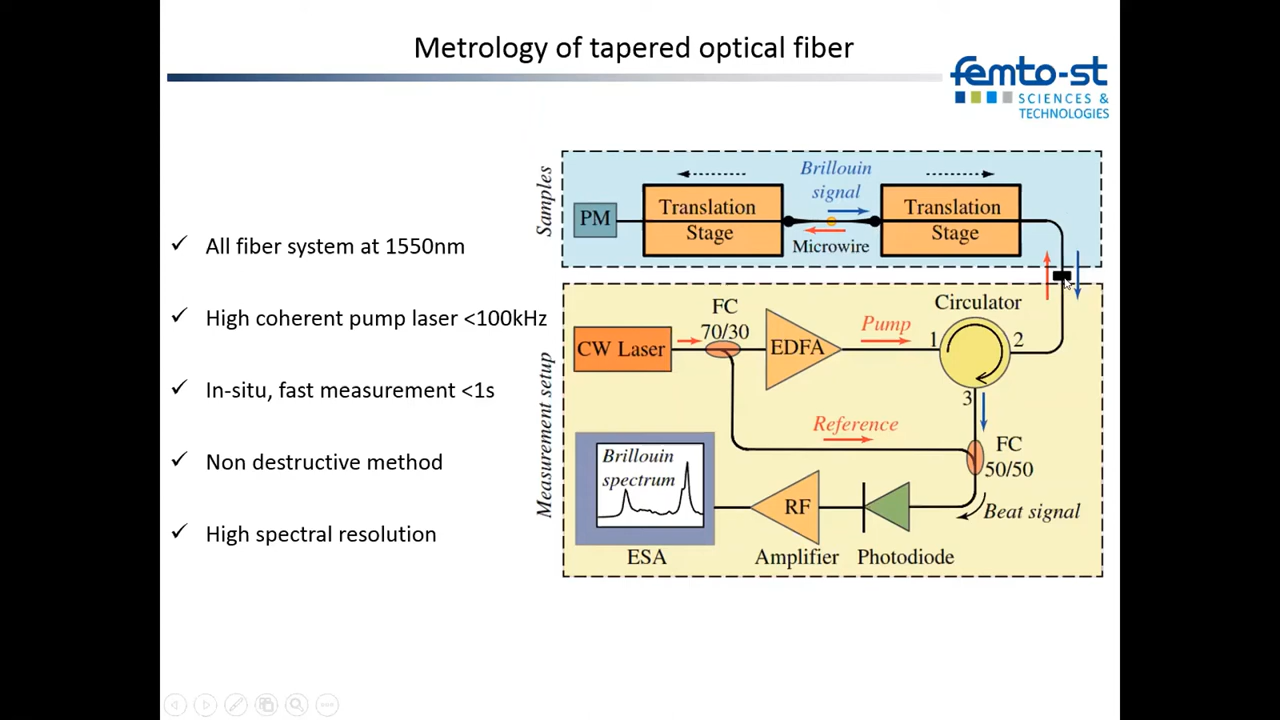 Metrology of tapered optical fiber
femto-st
SCIENCES &
TECHNOLOGIES
All fiber system at 1550nm
High coherent pump laser <100kHz
In-situ, fast measurement <1s
Non destructive method
High spectral resolution
Samples
PM
Translation
Stage
Brillouin
signal
Microwire
Translation
Stage
Measurement setup
CW Laser
FC
70/30
EDFA
Pump
Circulator
1
2
3
Reference
FC
50/50
Beat signal
Brillouin
spectrum
ESA
RF
Amplifier
Photodiode